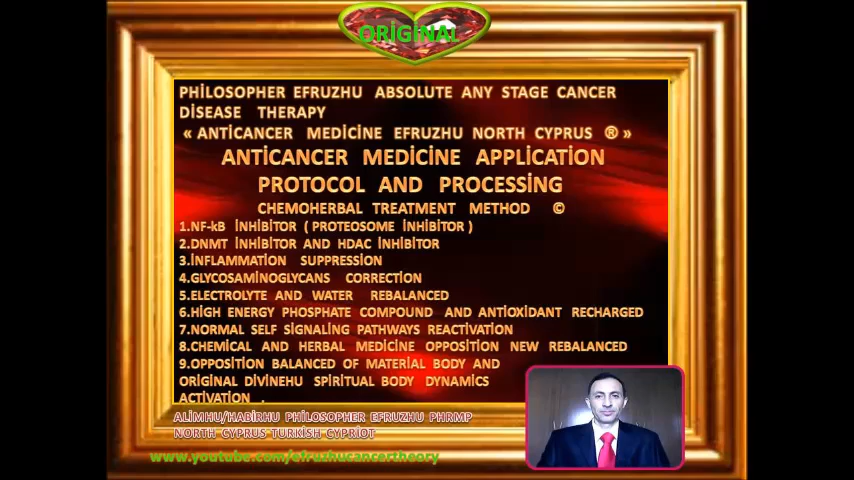 ORİGİNAL
PHİLOSOPHER EFRUZHU ABSOLUTE ANY STAGE CANCER
DİSEASE THERAPY
« ANTİCANCER MEDİCİNE EFRUZHU NORTH CYPRUS ® »
ANTİCANCER MEDİCİNE APPLİCATİON
PROTOCOL AND PROCESSİNG
CHEMOHERBAL TREATMENT METHOD ©
1.NF-kB İNHİBİTOR ( PROTEOSOME İNHİBİTOR )
2.DNMT İNHİBİTOR AND HDAC İNHİBİTOR
3.İNFLAMMATİON SUPPRESSİON
4.GLYCOSAMİNOGLYCANS CORRECTİON
5.ELECTROLYTE AND WATER REBALANCED
6.HİGH ENERGY PHOSPHATE COMPOUND AND ANTİOXİDANT RECHARGED
7.NORMAL SELF SİGNALİNG PATHWAYS REACTİVATİON
8.CHEMİCAL AND HERBAL MEDİCİNE OPPOSİTİON NEW REBALANCED
9.OPPOSİTİON BALANCED OF MATERİAL BODY AND
ORİGİNAL DİVİNEHU SPİRİTUAL BODY DYNAMİCS
ACTİVATİON .
ALİMHU/HABİRHU PHİLOSOPHER EFRUZHU PHRMP
NORTH CYPRUS TURKİSH CYPRİOT
www.youtube.com/efruzhucancertheory